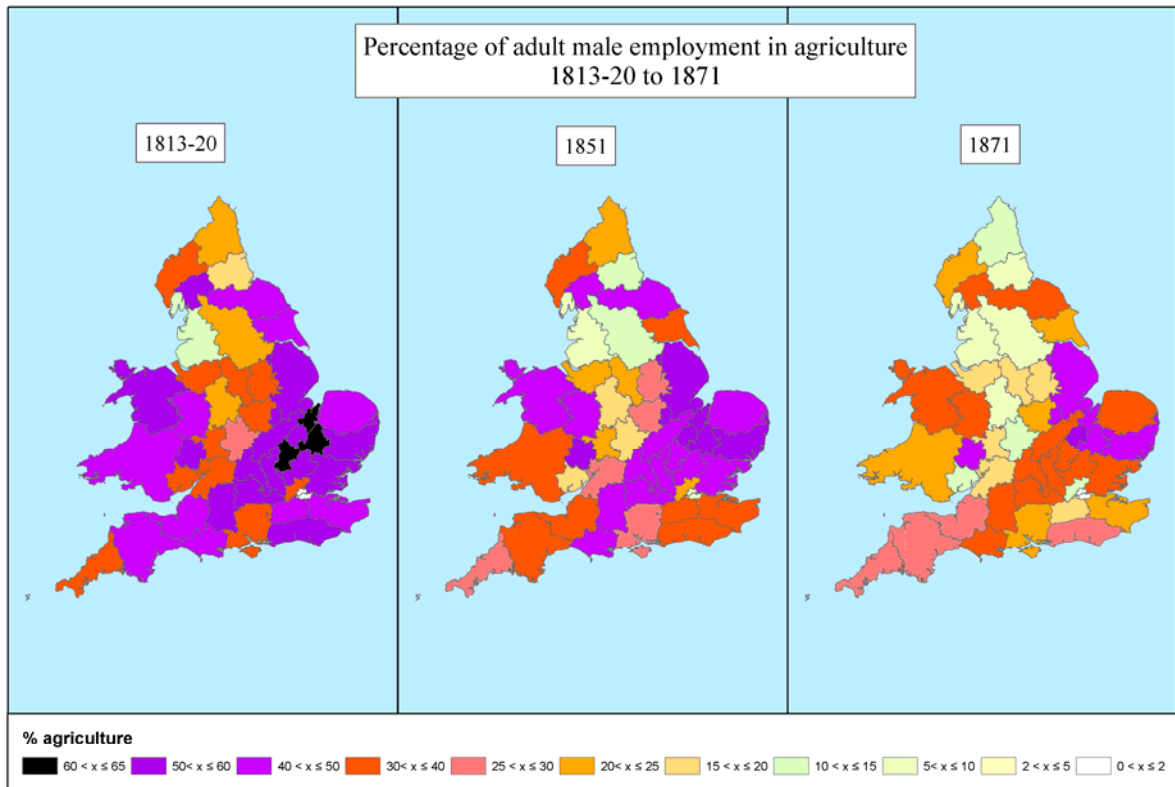 Percentage of adult male employment in agriculture
1813-20 to 1871
1813-20
1851
1871
% agriculture
60 < x ≤ 65
50< x ≤ 60
40 < x ≤ 50
30< x ≤ 40
25 < x ≤ 30
20< x ≤ 25
15 < x ≤ 20
10 < x ≤ 15
5< x ≤ 10
2 < x ≤ 5
0 < x ≤ 2